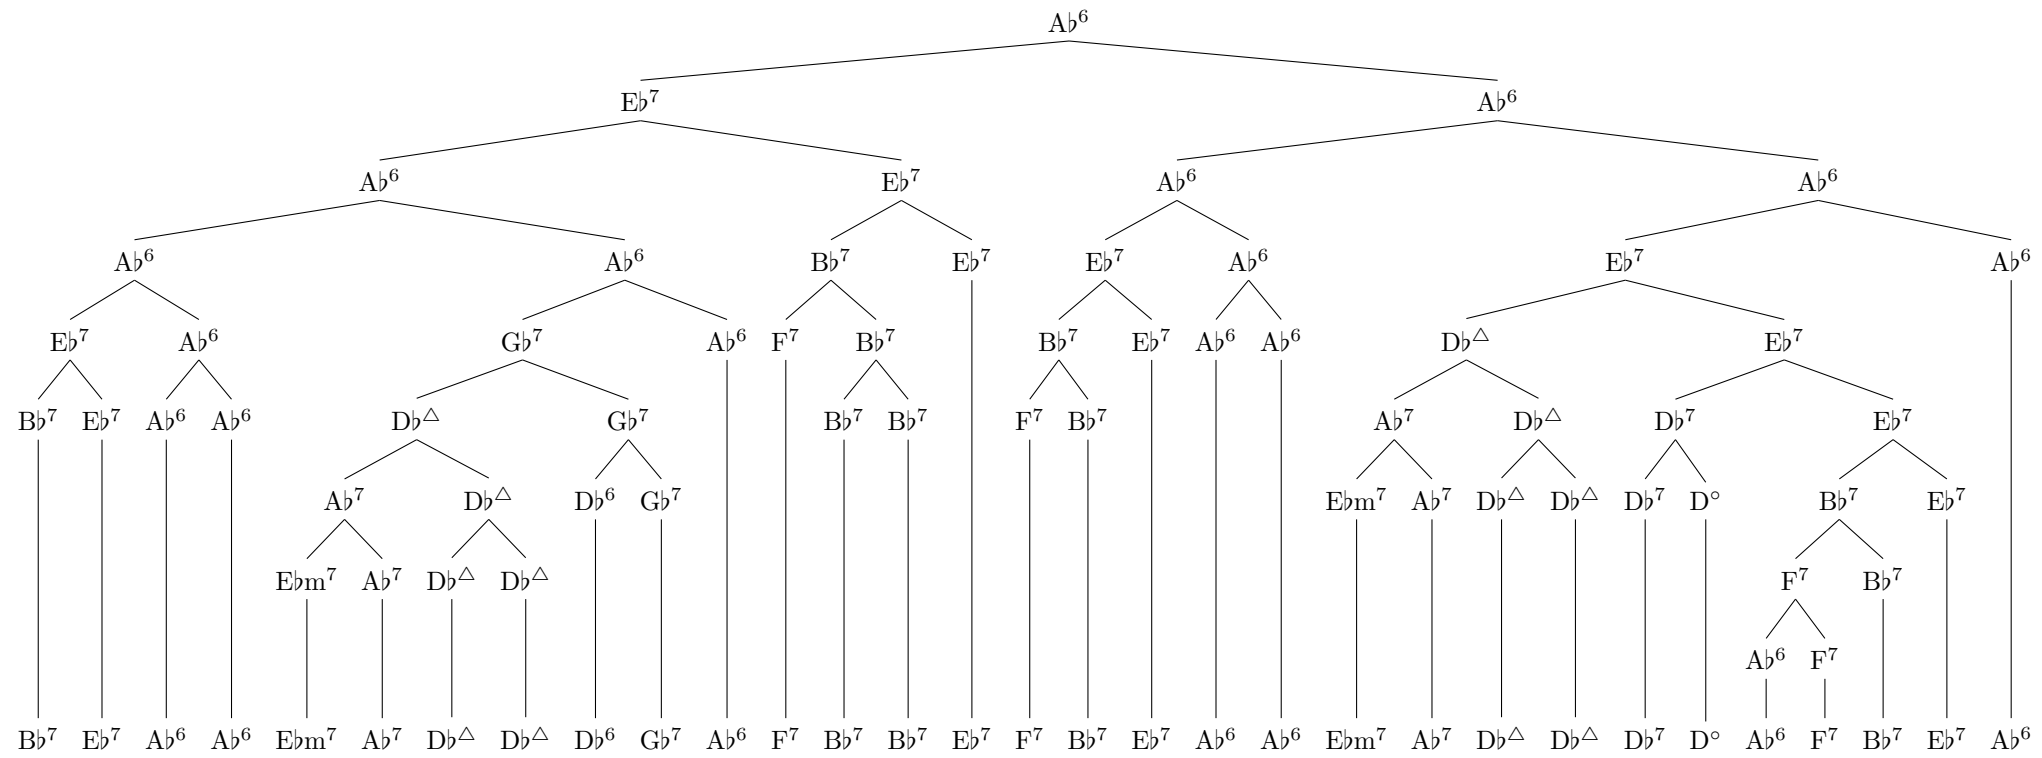 A♭6
E♭7 A♭6
A♭6 E♭7 A♭6 A♭6
A♭6 A♭6 B♭7 E♭7 E♭7 A♭6 E♭7 A♭6
E♭7 A♭6 G♭7 A♭6 F7 B♭7 B♭7 E♭7 A♭6 A♭6 D♭△ E♭7
B♭7 E♭7 A♭6 A♭6 D♭△ G♭7 B♭7 B♭7 F7 B♭7 A♭7 D♭△ D♭7 E♭7
A♭7 D♭△ D♭6 G♭7 E♭m7 A♭7 D♭△ D♭△ D♭7 D° B♭7 E♭7
E♭m7 A♭7 D♭△ D♭△ F7 B♭7
A♭6 F7
B♭7 E♭7 A♭6 A♭6 E♭m7 A♭7 D♭△ D♭△ D♭6 G♭7 A♭6 F7 B♭7 B♭7 E♭7 F7 B♭7 E♭7 A♭6 A♭6 E♭m7 A♭7 D♭△ D♭△ D♭7 D° A♭6 F7 B♭7 E♭7 A♭6